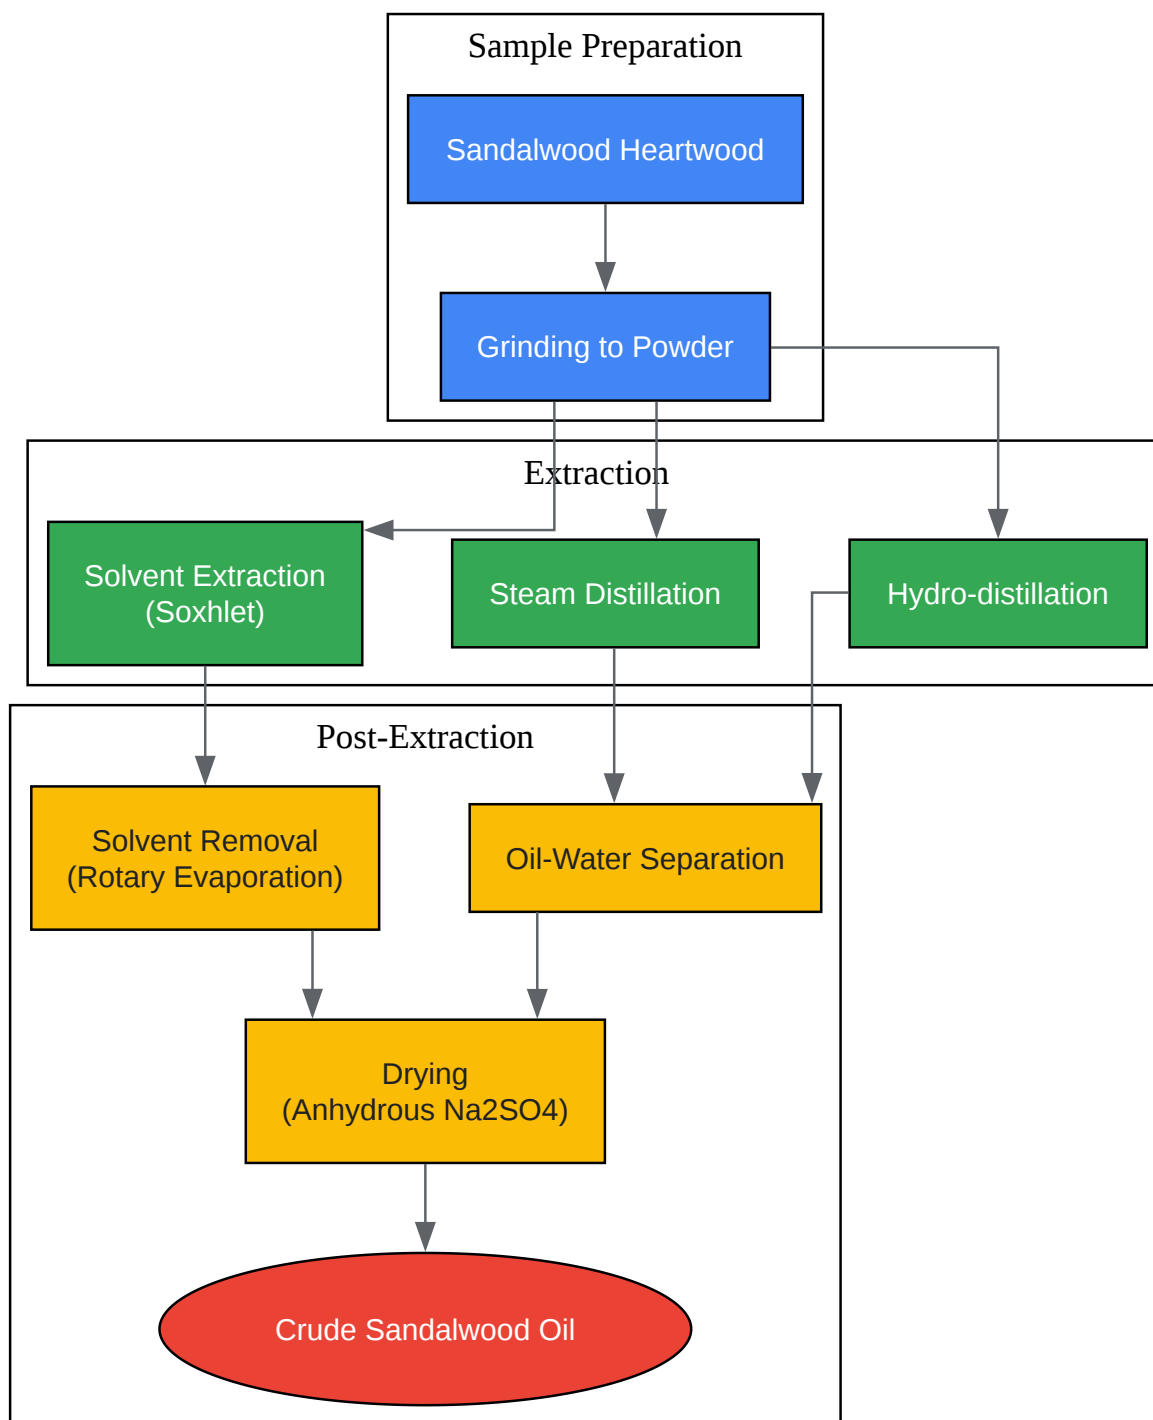 Sample Preparation
Sandalwood Heartwood
Grinding to Powder
Extraction
Solvent Extraction
(Soxhlet)
Steam Distillation
Hydro-distillation
Post-Extraction
Solvent Removal
(Rotary Evaporation)
Oil-Water Separation
Drying
(Anhydrous Na2SO4)
Crude Sandalwood Oil